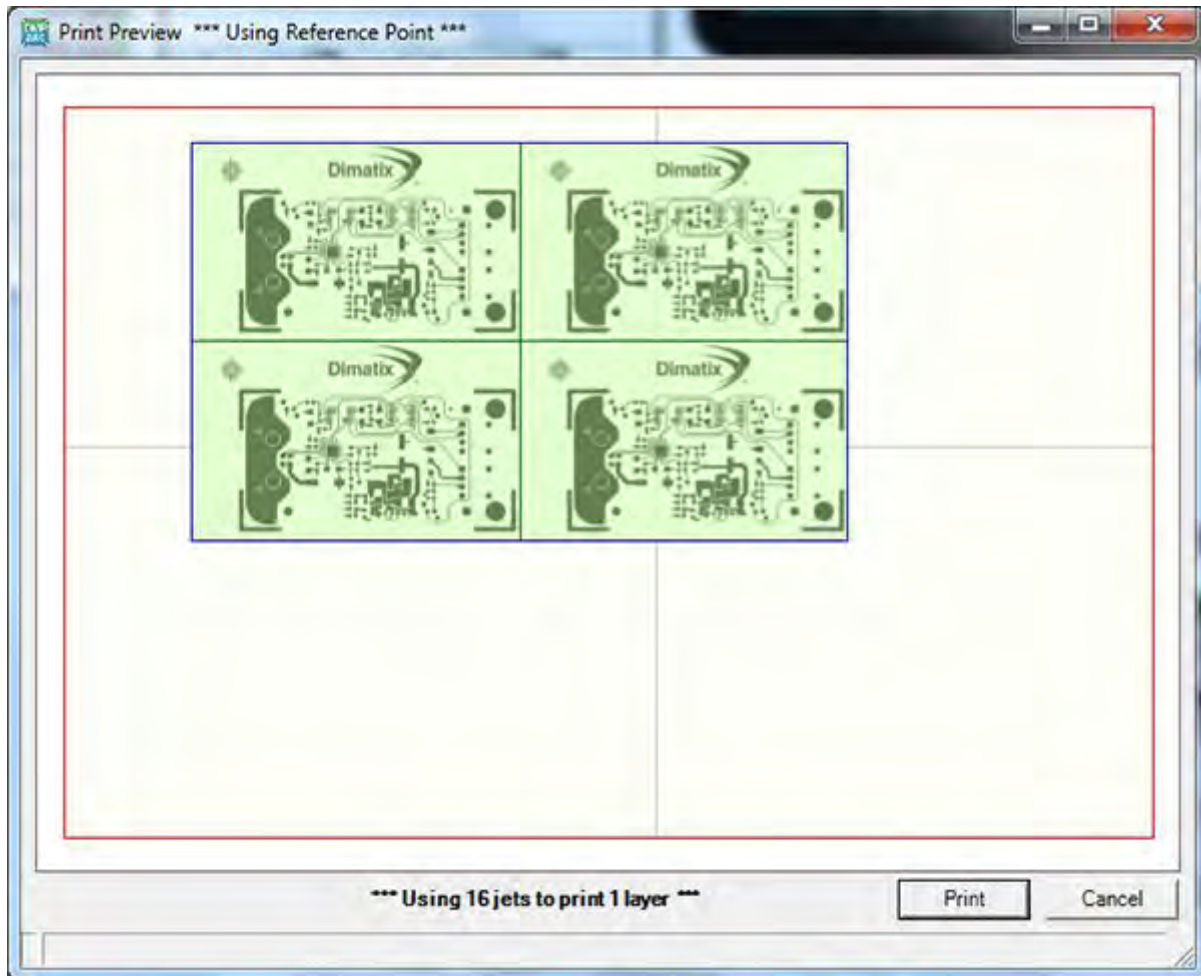 Print Preview *** Using Reference Point ***
Dimatix Dimatix
Dimatix Dimatix
*** Using 16 jets to print 1 layer ***
Print Cancel